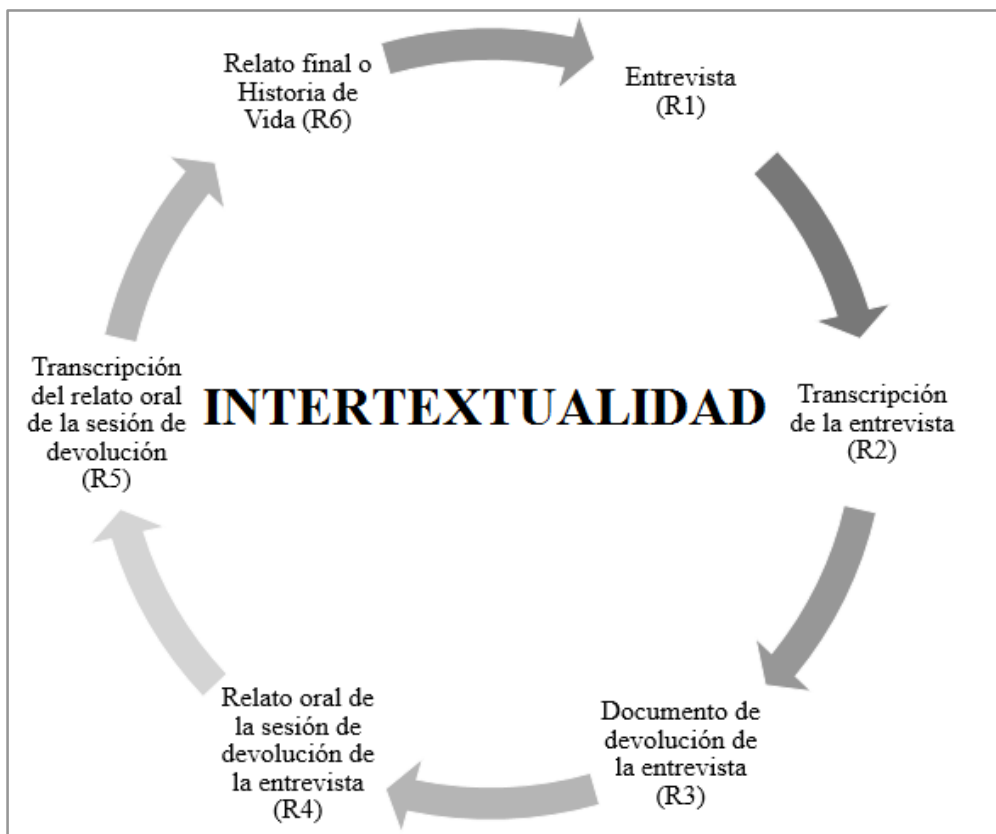 Relato final o
Historia de
Vida (R6)
Entrevista
(R1)
Transcripción
de la entrevista
(R2)
Documento de
devolución de
la entrevista
(R3)
Relato oral de
la sesión de
devolución de
la entrevista
(R4)
Transcripción
del relato oral
de la sesión de
devolución
(R5)
INTERTEXTUALIDAD